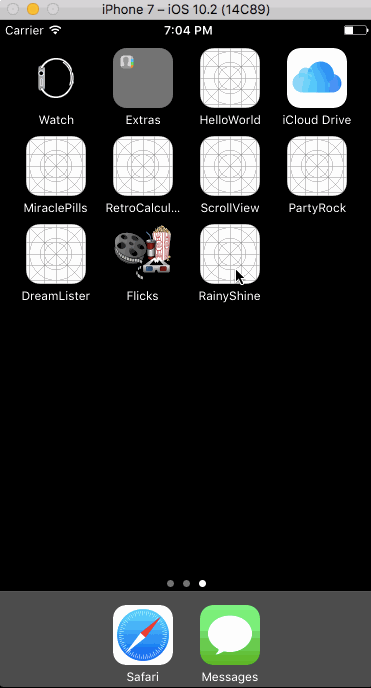 iPhone 7 – iOS 10.2 (14C89)
Carrier 7:04 PM
Watch Extras HelloWorld iCloud Drive
MiraclePills RetroCalcul... ScrollView PartyRock
DreamLister Flicks RainyShine
Safari Messages